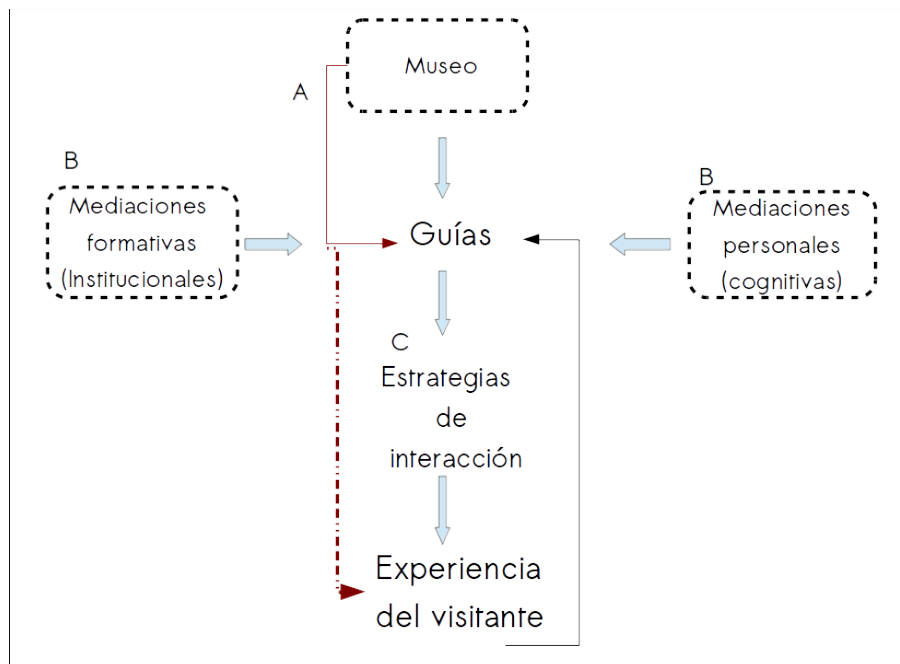 Museo
A
B
Mediaciones
formativas
(Institucionales)
Guías
B
Mediaciones
personales
(cognitivas)
C
Estrategias
de
interacción
Experiencia
del visitante